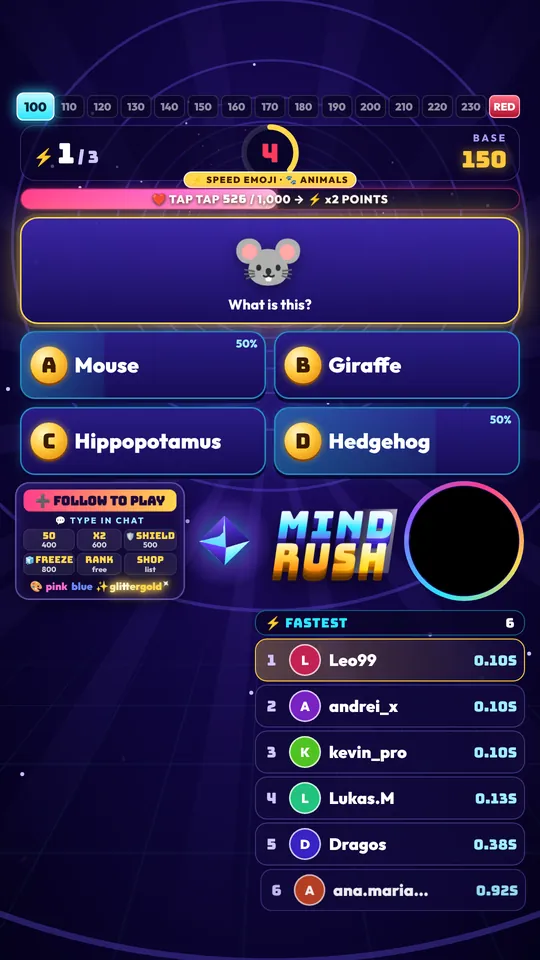 100 110 120 130 140 150 160 170 180 190 200 210 220 230 RED
⚡ 1 / 3
4
BASE
150
SPEED EMOJI · 🐾 ANIMALS
❤️ TAP TAP 526 / 1,000 → ⚡ x2 POINTS
What is this?
A Mouse 50%
B Giraffe
C Hippopotamus
D Hedgehog 50%
➕ FOLLOW TO PLAY
💬 TYPE IN CHAT
50 X2 🛡️SHIELD
400 600 500
🧊FREEZE RANK SHOP
800 free list
🎨 pink blue ✨glittergold
MIND
RUSH
⚡ FASTEST 6
1 L Leo99 0.10S
2 A andrei_x 0.10S
3 K kevin_pro 0.10S
4 L Lukas.M 0.13S
5 D Dragos 0.38S
6 A ana.maria... 0.92S